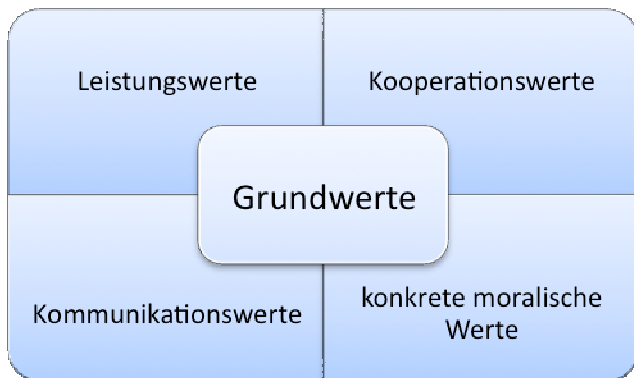 Leistungswerte
Kooperationswerte
Grundwerte
Kommunikationswerte
konkrete moralische
Werte